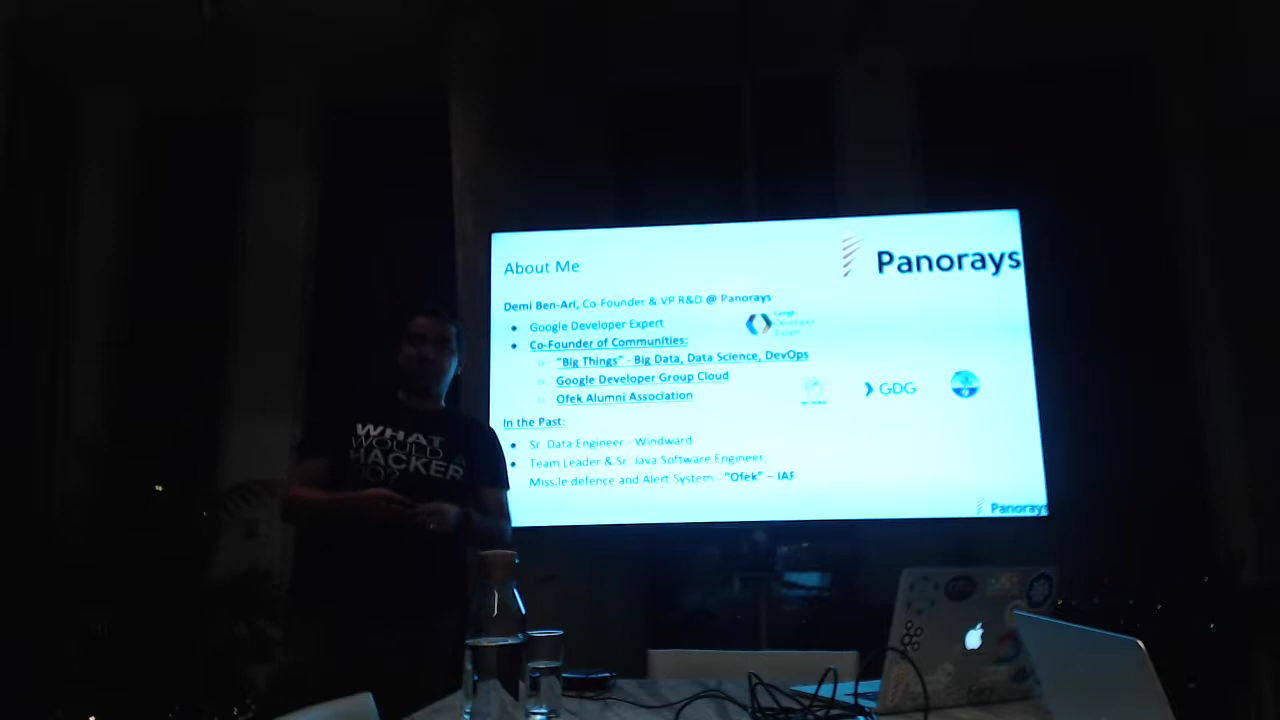 About Me
Panorays
Demi Ben-Ari, Co-Founder & VP R&D @ Panorays
Google Developer Expert
Google
Developer
Expert
Co-Founder of Communities:
"Big Things" - Big Data, Data Science, DevOps
Google Developer Group Cloud
Ofek Alumni Association
GDG
In the Past:
Sr. Data Engineer - Windward
Team Leader & Sr. Java Software Engineer,
Missile defence and Alert System - "Ofek" – IAF
Panorays
WHAT
WOULD A
HACKER
DO?